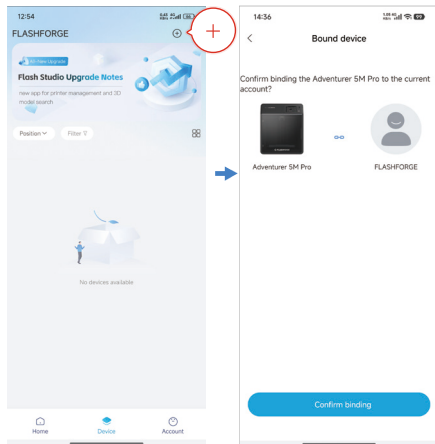 12:54
FLASHFORGE
All-New Upgrade
Flash Studio Upgrade Notes
new app for printer management and 3D
model search
Position
Filter
No devices available
Home
Device
Account
14:36
Bound device
Confirm binding the Adventurer 5M Pro to the current
account?
Adventurer 5M Pro
FLASHFORGE
Confirm binding